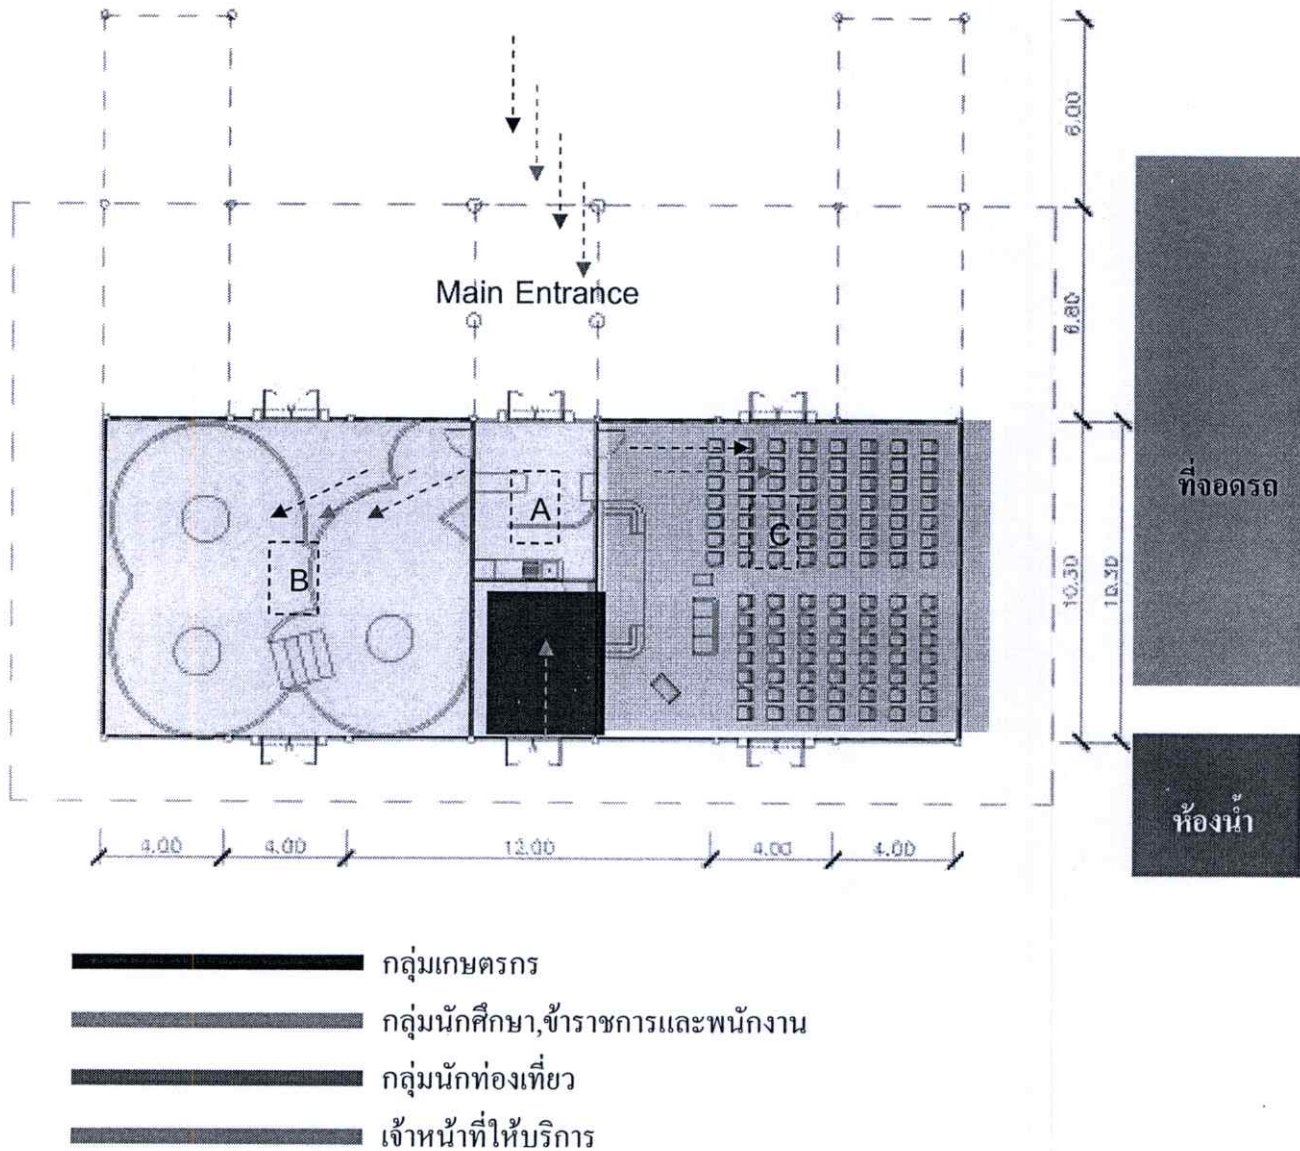 6.00
6.80
Main Entrance
ที่จอดรถ
A
C
B
10.30
10.30
ห้องน้ำ
4.00
4.00
12.00
4.00
4.00
กลุ่มเกษตรกร
กลุ่มนักศึกษา,ข้าราชการและพนักงาน
กลุ่มนักท่องเที่ยว
เจ้าหน้าที่ให้บริการ